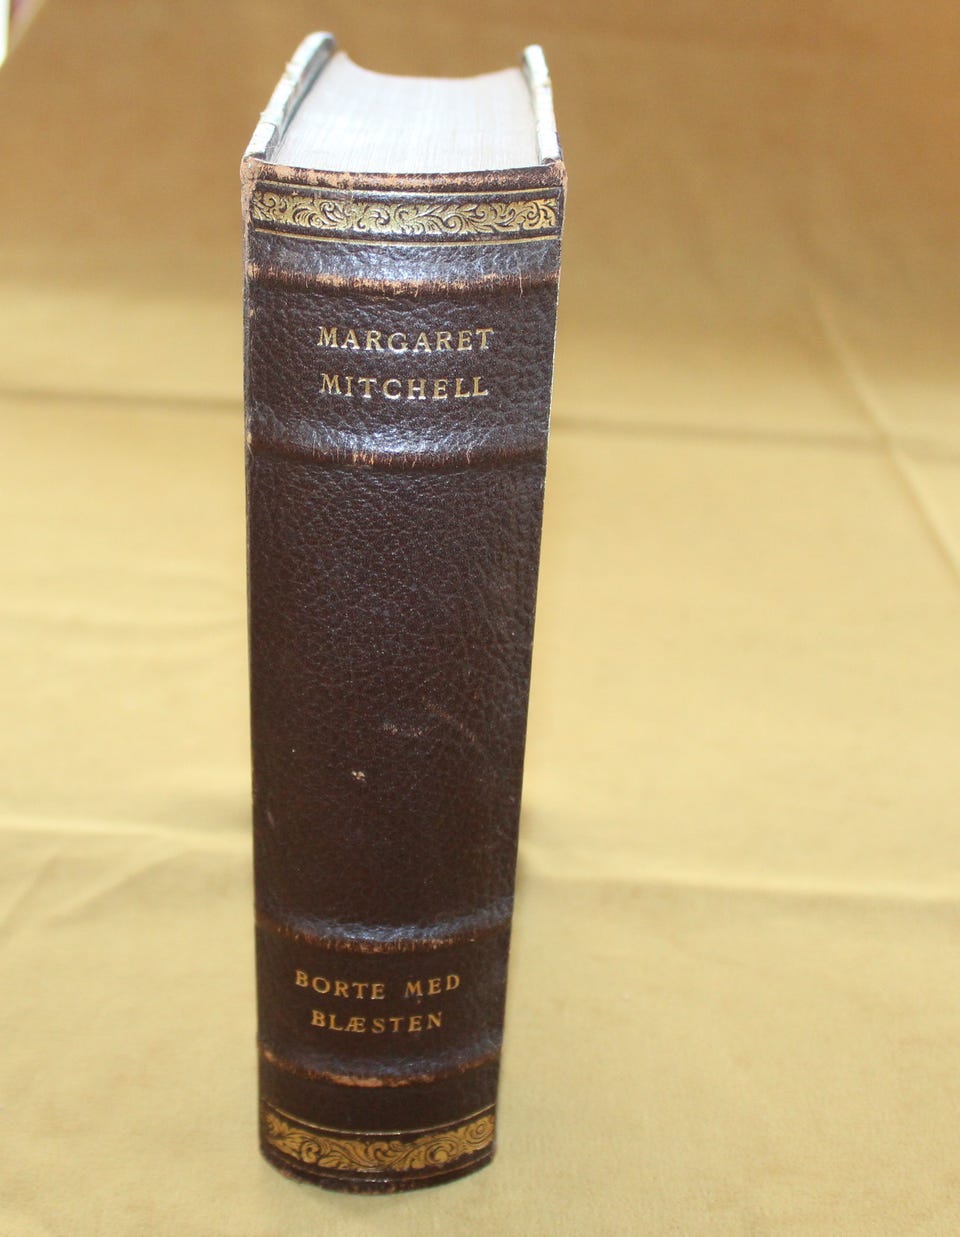 MARGARET
MITCHELL
BORTE MED
BLÆSTEN